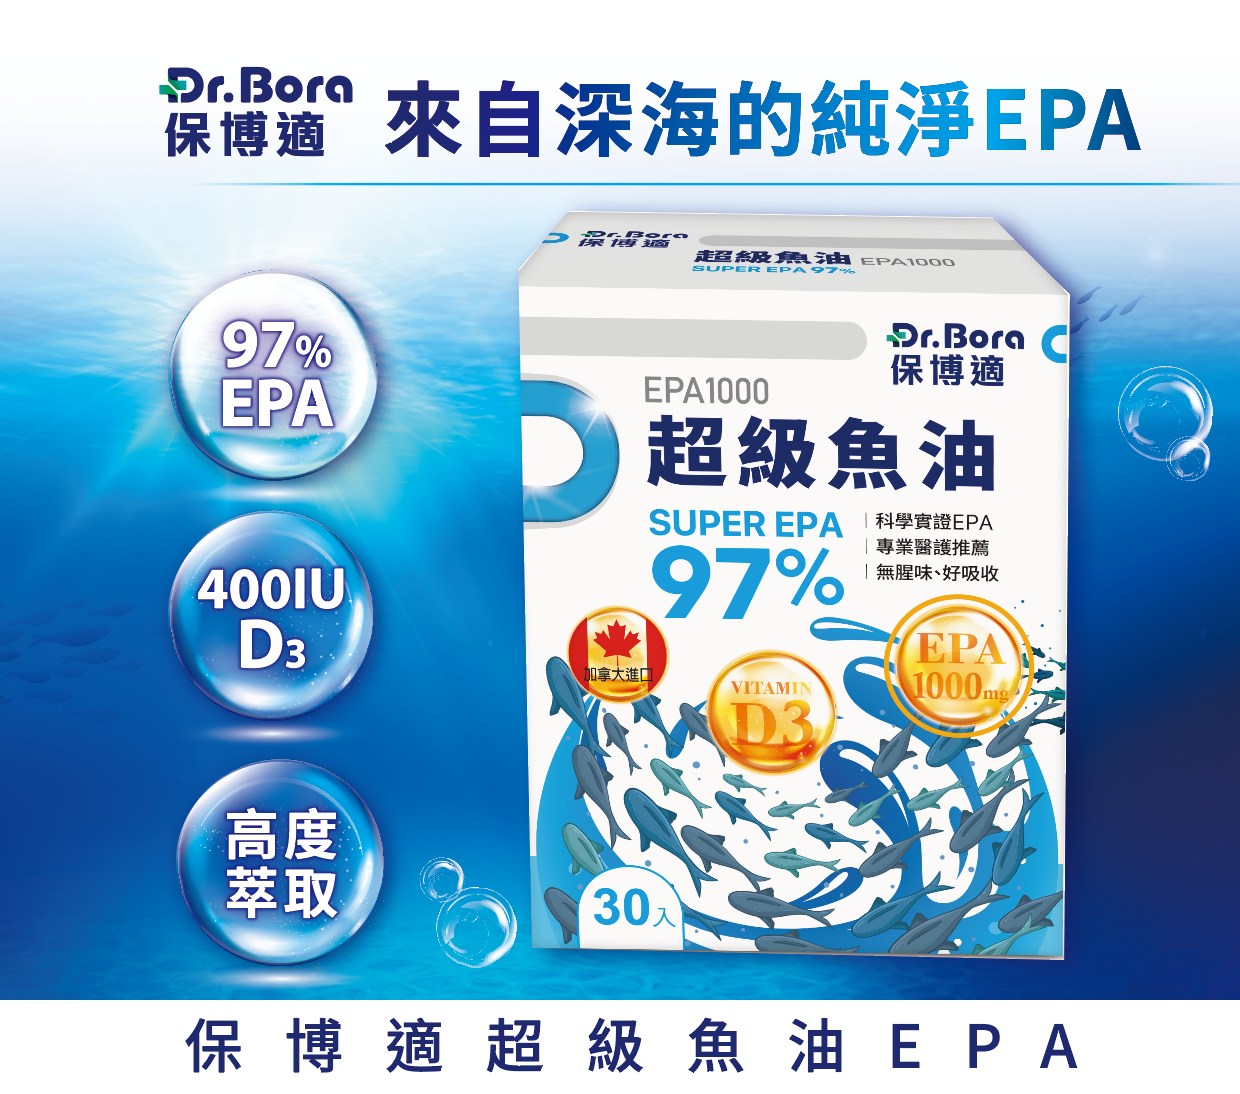 Dr.Bora
保博適
來自深海的純淨EPA
Dr.Bora
保博適
超級魚油 EPA1000
SUPER EPA 97%
97%
EPA
400IU
D3
高度
萃取
Dr.Bora
保博適
EPA1000
超級魚油
SUPER EPA
97%
科學實證EPA
專業醫護推薦
無腥味、好吸收
加拿大進口
VITAMIN
D3
EPA
1000mg
30入
保博適超級魚油EPA